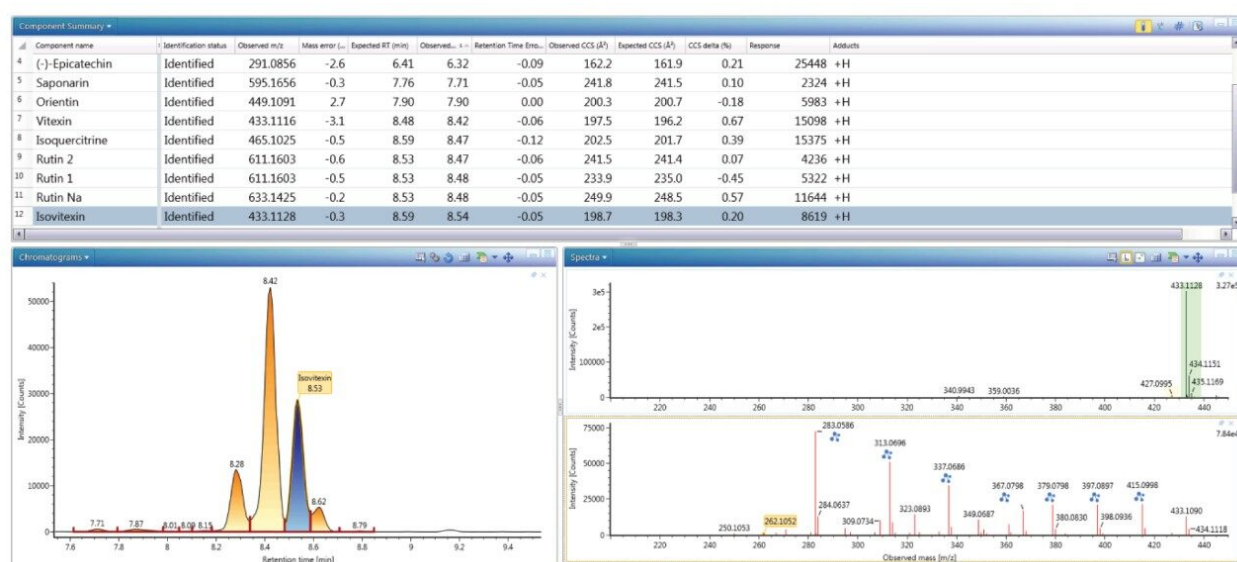 Component Summary
Component name Identification status Observed m/z Mass error (... Expected RT (min) Observed... Retention Time Erro... Observed CCS (Å²) Expected CCS (Å²) CCS delta (%) Response Adducts
4 (-)-Epicatechin Identified 291.0856 -2.6 6.41 6.32 -0.09 162.2 161.9 0.21 25448 +H
5 Saponarin Identified 595.1656 -0.3 7.76 7.71 -0.05 241.8 241.5 0.10 2324 +H
6 Orientin Identified 449.1091 2.7 7.90 7.90 0.00 200.3 200.7 -0.18 5983 +H
7 Vitexin Identified 433.1116 -3.1 8.48 8.42 -0.06 197.5 196.2 0.67 15098 +H
8 Isoquercitrine Identified 465.1025 -0.5 8.59 8.47 -0.12 202.5 201.7 0.39 15375 +H
9 Rutin 2 Identified 611.1603 -0.6 8.53 8.47 -0.06 241.5 241.4 0.07 4236 +H
10 Rutin 1 Identified 611.1603 -0.5 8.53 8.48 -0.05 233.9 235.0 -0.45 5322 +H
11 Rutin Na Identified 633.1425 -0.2 8.53 8.48 -0.05 249.9 248.5 0.57 11644 +H
12 Isovitexin Identified 433.1128 -0.3 8.59 8.54 -0.05 198.7 198.3 0.20 8619 +H
Chromatograms
8.42
50000
Isovitexin
8.53
40000
30000
20000
8.28
10000
8.62
7.71 7.87 8.01 8.09 8.15 8.79
0
7.6 7.8 8 8.2 8.4 8.6 8.8 9 9.2 9.4
Retention time [min]
Intensity [Counts]
Spectra
433.1128 3.27e5
3e5
2e5
100000
434.1151
427.0995 435.1169
340.9943 359.0036
0
220 240 260 280 300 320 340 360 380 400 420 440
Intensity [Counts]
75000 283.0586 7.84e4
313.0696
50000 337.0686
367.0798 379.0798 397.0897 415.0998
25000
284.0637 323.0893 433.1090
250.1053 262.1052 309.0734 349.0687 380.0830 398.0936 434.1118
0
220 240 260 280 300 320 340 360 380 400 420 440
Observed mass [m/z]
Intensity [Counts]